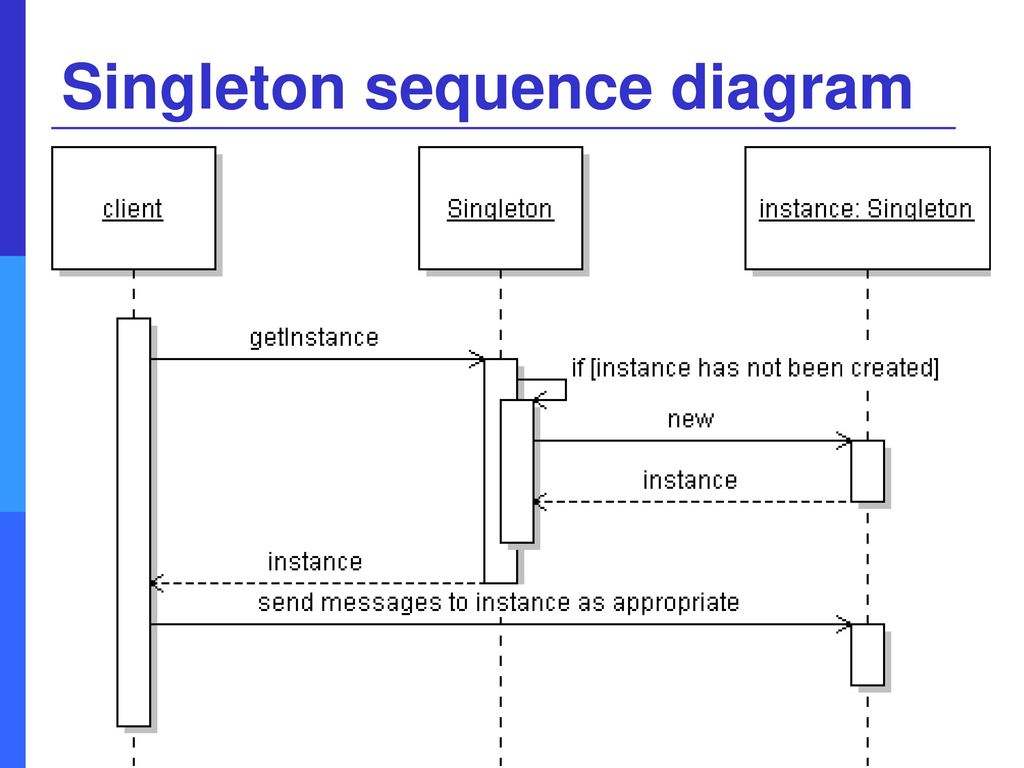 Singleton sequence diagram
client
Singleton
instance: Singleton
getInstance
if [instance has not been created]
new
instance
instance
send messages to instance as appropriate